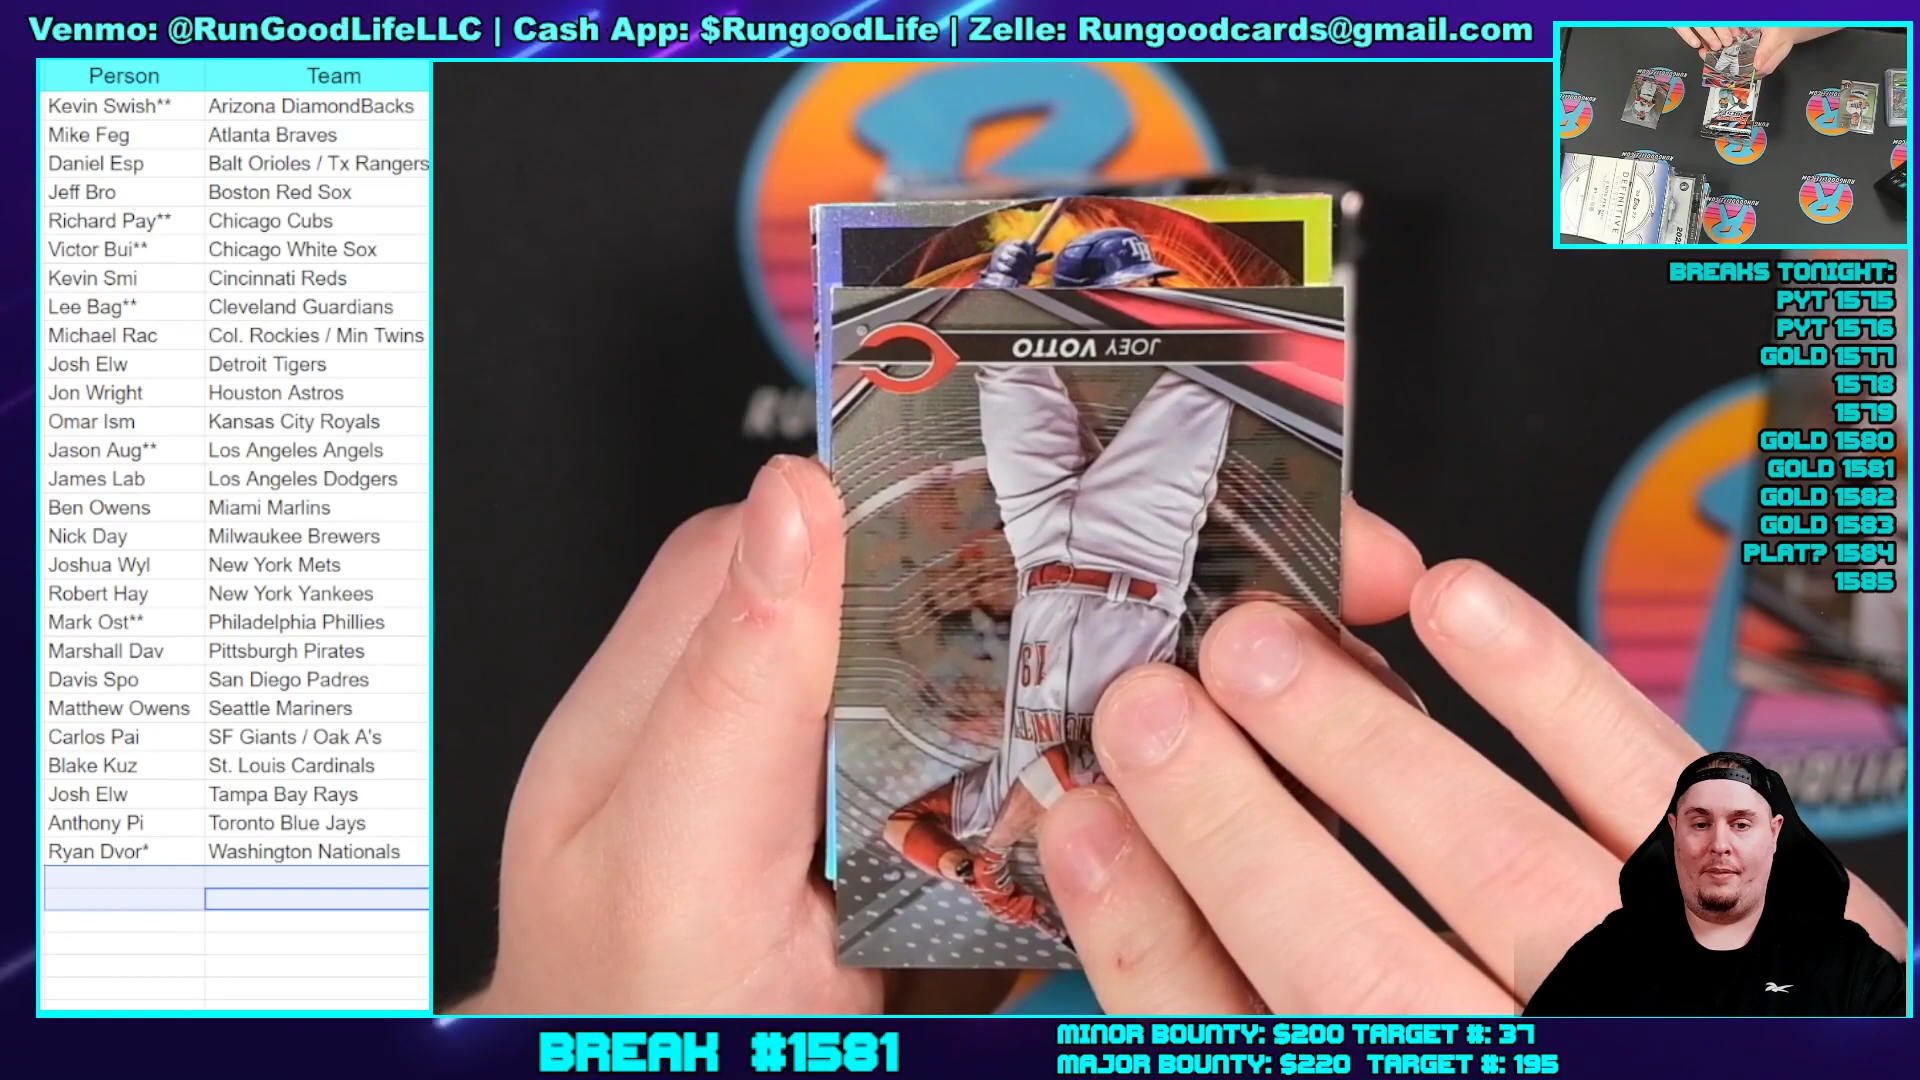 Venmo: @RunGoodLifeLLC | Cash App: $RungoodLife | Zelle: Rungoodcards@gmail.com
Person Team
Kevin Swish** Arizona DiamondBacks
Mike Feg Atlanta Braves
Daniel Esp Balt Orioles / Tx Rangers
Jeff Bro Boston Red Sox
Richard Pay** Chicago Cubs
Victor Bui** Chicago White Sox
Kevin Smi Cincinnati Reds
Lee Bag** Cleveland Guardians
Michael Rac Col. Rockies / Min Twins
Josh Elw Detroit Tigers
Jon Wright Houston Astros
Omar Ism Kansas City Royals
Jason Aug** Los Angeles Angels
James Lab Los Angeles Dodgers
Ben Owens Miami Marlins
Nick Day Milwaukee Brewers
Joshua Wyl New York Mets
Robert Hay New York Yankees
Mark Ost** Philadelphia Phillies
Marshall Dav Pittsburgh Pirates
Davis Spo San Diego Padres
Matthew Owens Seattle Mariners
Carlos Pai SF Giants / Oak A's
Blake Kuz St. Louis Cardinals
Josh Elw Tampa Bay Rays
Anthony Pi Toronto Blue Jays
Ryan Dvor* Washington Nationals
JOEY VOTTO
19
TB
DEFINITIVE
BREAKS TONIGHT:
PYT 1575
PYT 1576
GOLD 1577
1578
1579
GOLD 1580
GOLD 1581
GOLD 1582
GOLD 1583
PLAT? 1584
1585
BREAK #1581
MINOR BOUNTY: $200 TARGET #: 37
MAJOR BOUNTY: $220 TARGET #: 195